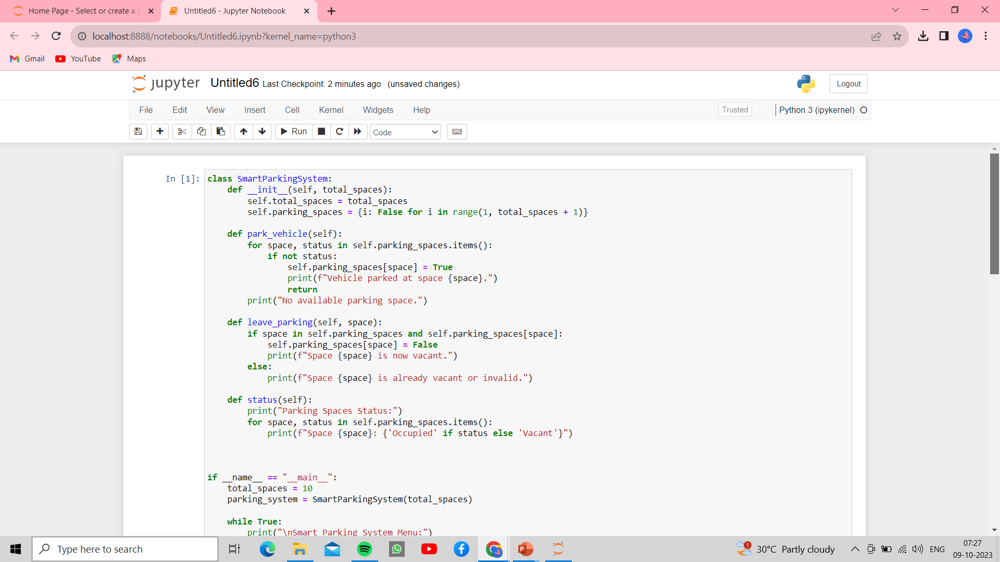 Home Page - Select or create a n
Untitled6 - Jupyter Notebook
localhost:8888/notebooks/Untitled6.ipynb?kernel_name=python3
Gmail YouTube Maps
jupyter Untitled6 Last Checkpoint: 2 minutes ago (unsaved changes) Logout
File Edit View Insert Cell Kernel Widgets Help Trusted Python 3 (ipykernel)
Run Code
In [1]: class SmartParkingSystem:
    def __init__(self, total_spaces):
        self.total_spaces = total_spaces
        self.parking_spaces = {i: False for i in range(1, total_spaces + 1)}

    def park_vehicle(self):
        for space, status in self.parking_spaces.items():
            if not status:
                self.parking_spaces[space] = True
                print(f"Vehicle parked at space {space}.")
                return
        print("No available parking space.")

    def leave_parking(self, space):
        if space in self.parking_spaces and self.parking_spaces[space]:
            self.parking_spaces[space] = False
            print(f"Space {space} is now vacant.")
        else:
            print(f"Space {space} is already vacant or invalid.")

    def status(self):
        print("Parking Spaces Status:")
        for space, status in self.parking_spaces.items():
            print(f"Space {space}: {'Occupied' if status else 'Vacant'}")

if __name__ == "__main__":
    total_spaces = 10
    parking_system = SmartParkingSystem(total_spaces)

    while True:
        print("\nSmart Parking System Menu:")
Type here to search
1 30°C Partly cloudy ENG
07:27
09-10-2023